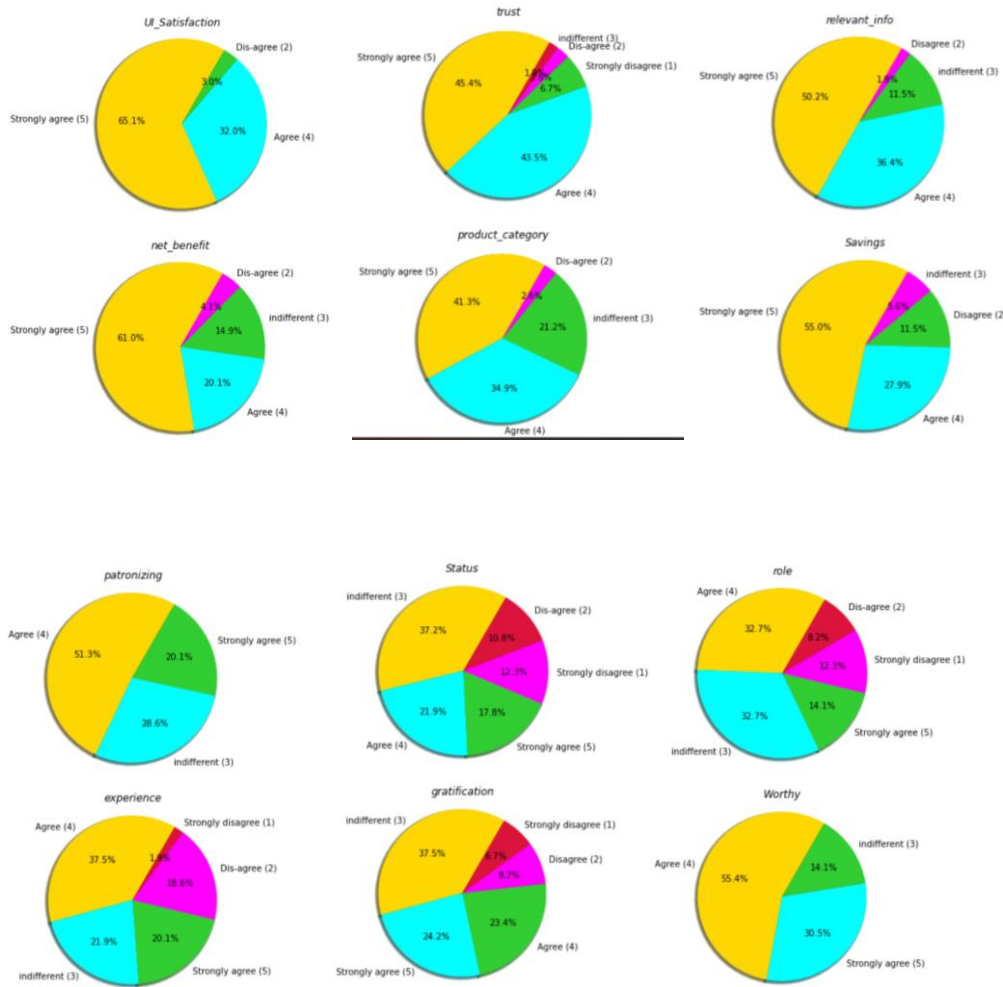 UI_Satisfaction
Dis-agree (2)
3.0%
Strongly agree (5)
65.1%
32.0%
Agree (4)
trust
indifferent (3)
Dis-agree (2)
Strongly disagree (1)
Strongly agree (5)
45.4%
6.7%
43.5%
Agree (4)
relevant_info
Disagree (2)
indifferent (3)
Strongly agree (5)
1.9%
11.5%
50.2%
36.4%
Agree (4)
net_benefit
Dis-agree (2)
4.1%
indifferent (3)
14.9%
Strongly agree (5)
61.0%
20.1%
Agree (4)
product_category
Dis-agree (2)
Strongly agree (5)
2.6%
41.3%
21.2%
indifferent (3)
34.9%
Agree (4)
Savings
indifferent (3)
5.6%
Strongly agree (5)
55.0%
11.5%
Disagree (2
27.9%
Agree (4)
patronizing
Agree (4)
51.3%
20.1%
Strongly agree (5)
28.6%
indifferent (3)
Status
indifferent (3)
Dis-agree (2)
37.2%
10.8%
12.3%
Strongly disagree (1)
21.9%
17.8%
Agree (4)
Strongly agree (5)
role
Agree (4)
Dis-agree (2)
32.7%
8.2%
12.3%
Strongly disagree (1)
32.7%
14.1%
Strongly agree (5)
indifferent (3)
experience
Agree (4)
Strongly disagree (1)
37.5%
1.9%
Dis-agree (2)
18.6%
21.9%
20.1%
indifferent (3)
Strongly agree (5)
gratification
indifferent (3)
Strongly disagree (1)
37.5%
6.7%
Disagree (2)
8.2%
24.2%
23.4%
Agree (4)
Strongly agree (5)
Worthy
indifferent (3)
Agree (4)
14.1%
55.4%
30.5%
Strongly agree (5)